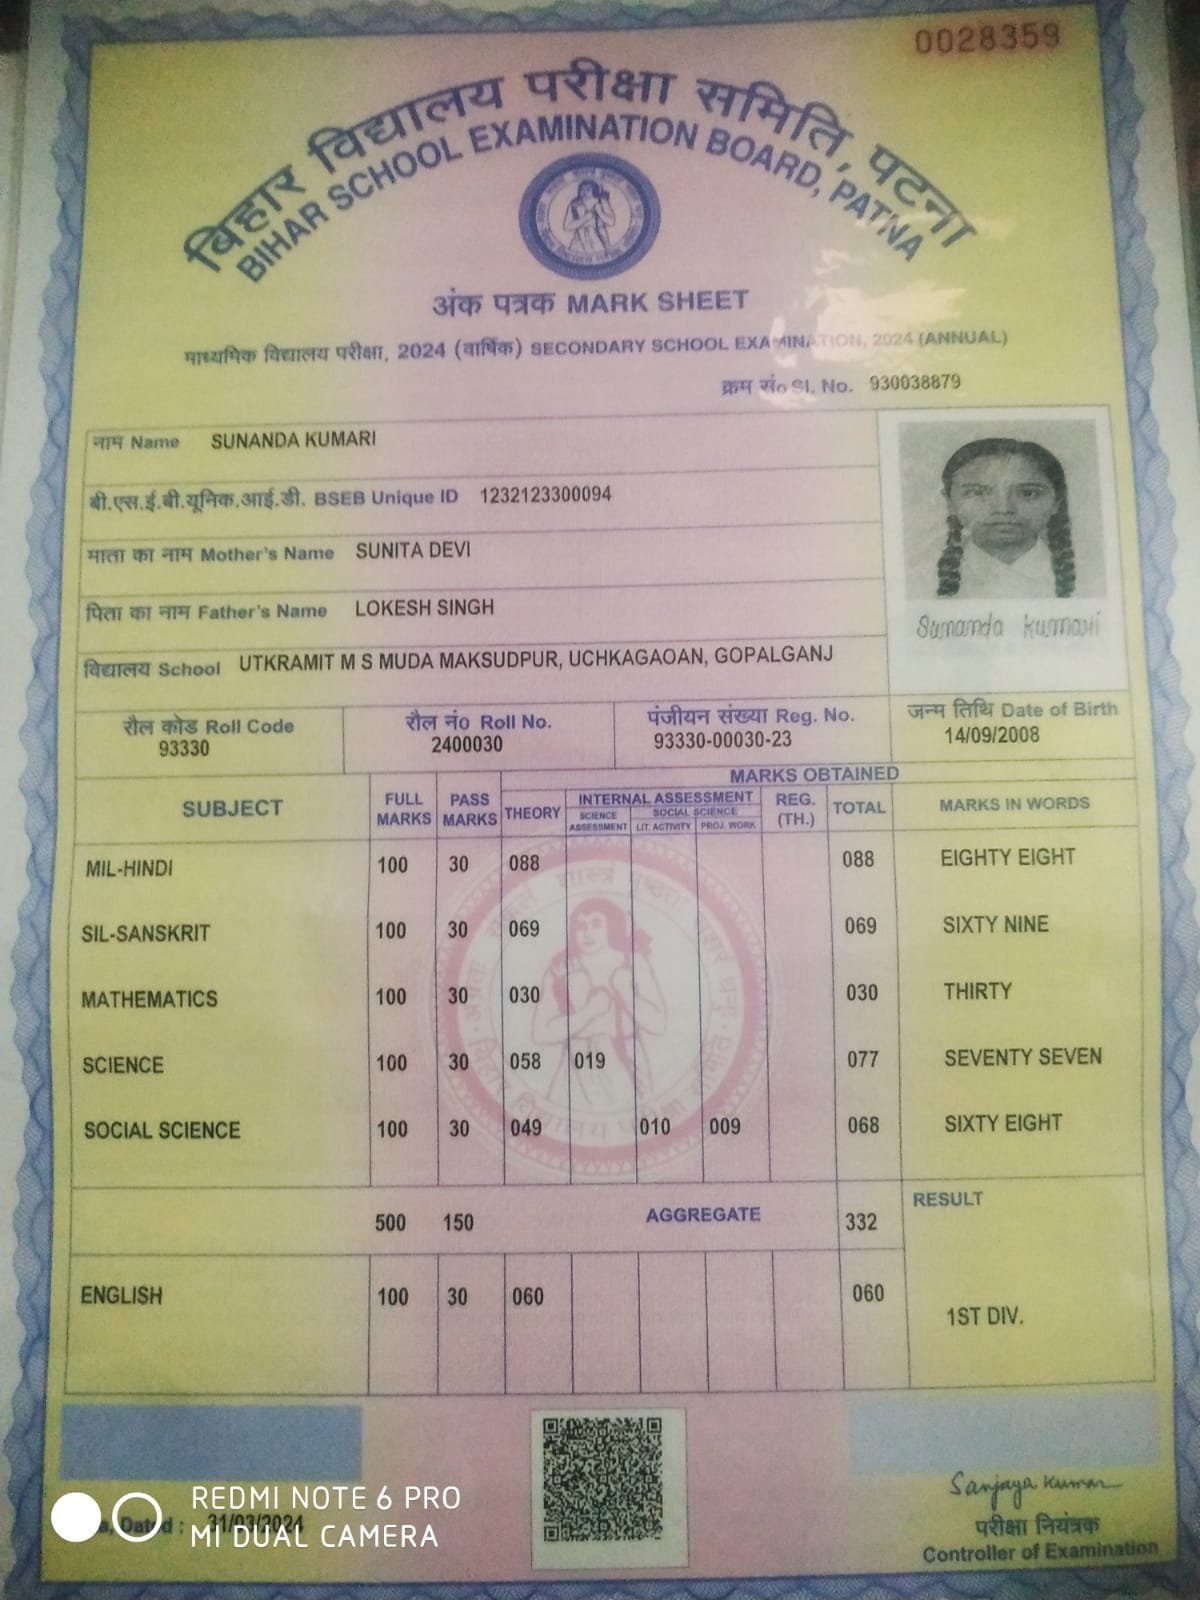 0028359
बिहार विद्यालय परीक्षा समिति, पटना
BIHAR SCHOOL EXAMINATION BOARD, PATNA
अंक पत्रक MARK SHEET
माध्यमिक विद्यालय परीक्षा, 2024 (वार्षिक) SECONDARY SCHOOL EXAMINATION, 2024 (ANNUAL)
क्रम सं० Sl. No. 930038879
नाम Name SUNANDA KUMARI
बी.एस.ई.बी.यूनिक.आई.डी. BSEB Unique ID 1232123300094
माता का नाम Mother's Name SUNITA DEVI
पिता का नाम Father's Name LOKESH SINGH
Sunanda Kumari
विद्यालय School UTKRAMIT M S MUDA MAKSUDPUR, UCHKAGAOAN, GOPALGANJ
रौल कोड Roll Code रौल नं० Roll No. पंजीयन संख्या Reg. No. जन्म तिथि Date of Birth
93330 2400030 93330-00030-23 14/09/2008
MARKS OBTAINED
SUBJECT FULL MARKS PASS MARKS THEORY INTERNAL ASSESSMENT REG. (TH.) TOTAL MARKS IN WORDS
SCIENCE ASSESSMENT SOCIAL SCIENCE
LIT. ACTIVITY PROJ. WORK
MIL-HINDI 100 30 088 088 EIGHTY EIGHT
SIL-SANSKRIT 100 30 069 069 SIXTY NINE
MATHEMATICS 100 30 030 030 THIRTY
SCIENCE 100 30 058 019 077 SEVENTY SEVEN
SOCIAL SCIENCE 100 30 049 010 009 068 SIXTY EIGHT
500 150 AGGREGATE 332 RESULT
ENGLISH 100 30 060 060
1ST DIV.
Sanjaya Kumar
परीक्षा नियंत्रक
Controller of Examination
Dated : 31/03/2024
REDMI NOTE 6 PRO
MI DUAL CAMERA